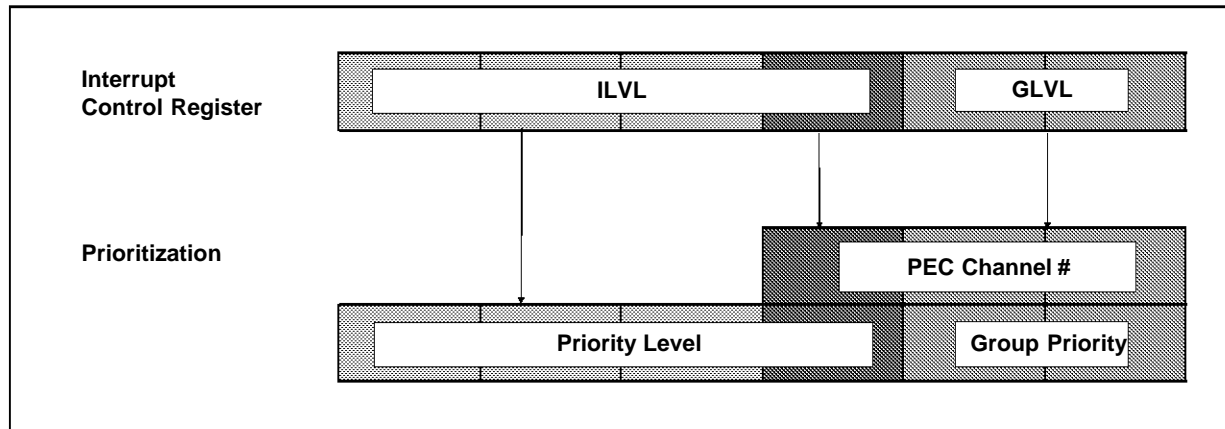 Interrupt
Control Register
ILVL
GLVL
Prioritization
PEC Channel #
Priority Level
Group Priority